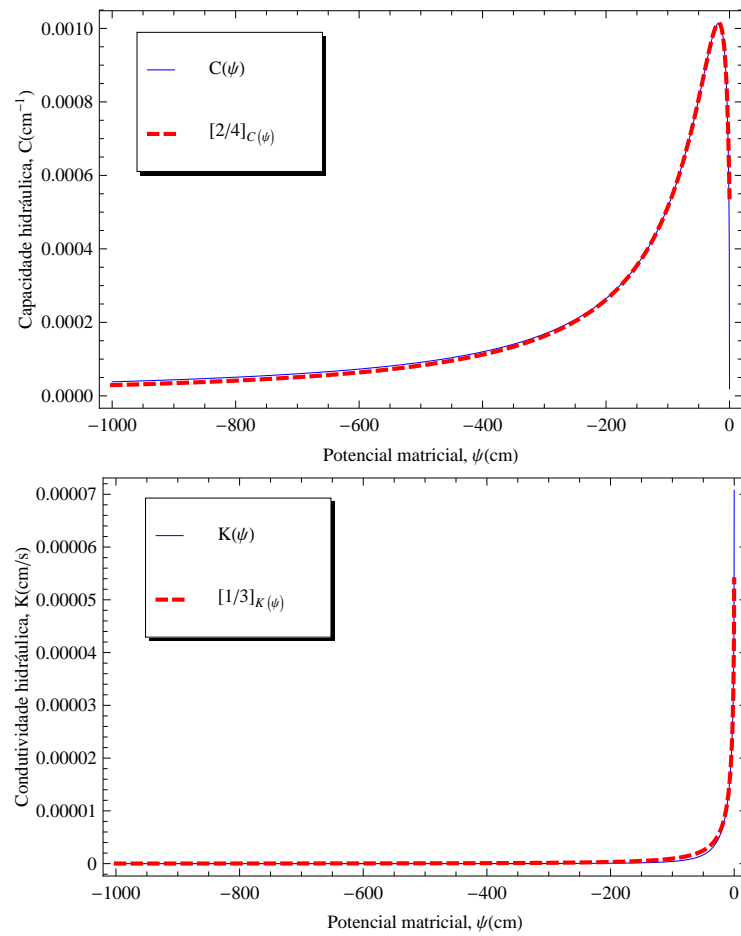 0.0010
0.0008
0.0006
0.0004
0.0002
0.0000
Capacidade hidráulica, C(cm⁻¹)
C(ψ)
[2/4]C(ψ)
−1000 −800 −600 −400 −200 0
Potencial matricial, ψ(cm)
0.00007
0.00006
0.00005
0.00004
0.00003
0.00002
0.00001
0
Condutividade hidráulica, K(cm/s)
K(ψ)
[1/3]K(ψ)
−1000 −800 −600 −400 −200 0
Potencial matricial, ψ(cm)